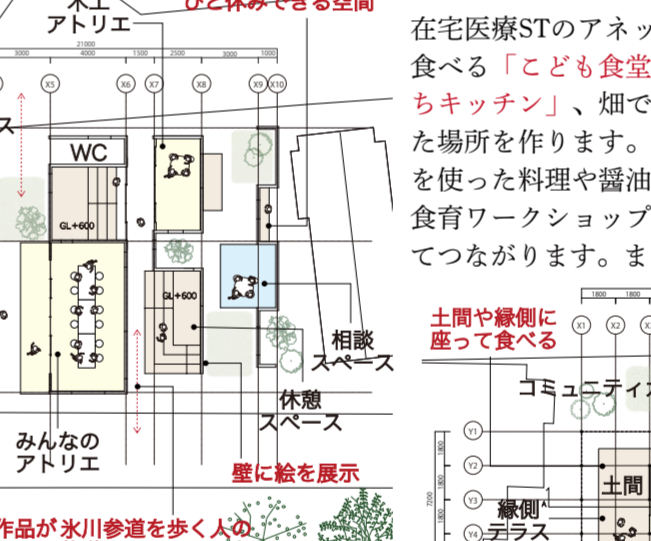 木工
アトリエ
ひと休みできる空間
21000
3000
4000
1500
2500
3000
1000
X5
X6
X7
X8
X9
X10
ス
WC
GL+600
GL+600
相談
スペース
休憩
スペース
みんなの
アトリエ
壁に絵を展示
作品が氷川参道を歩く人の
在宅医療STのアネッ
食べる「こども食堂
ちキッチン」、畑で
た場所を作ります。
を使った料理や醤油
食育ワークショップ
てつながります。ま
土間や縁側に
座って食べる
1800
1800
X1
X2
コミュニティ
Y1
Y2
Y3
Y4
1800
1800
1800
7200
土間
縁側
テラス